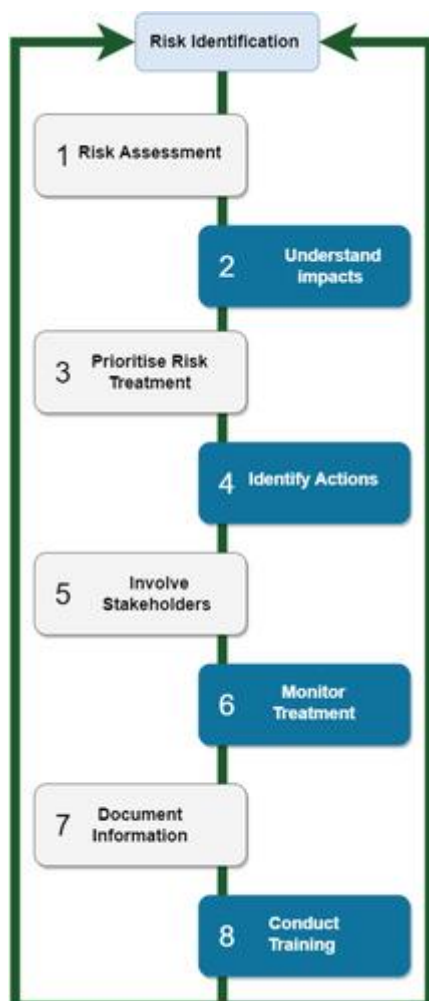 Risk Identification
1 Risk Assessment
2 Understand
impacts
3 Prioritise Risk
Treatment
4 Identify Actions
5 Involve
Stakeholders
6 Monitor
Treatment
7 Document
Information
8 Conduct
Training